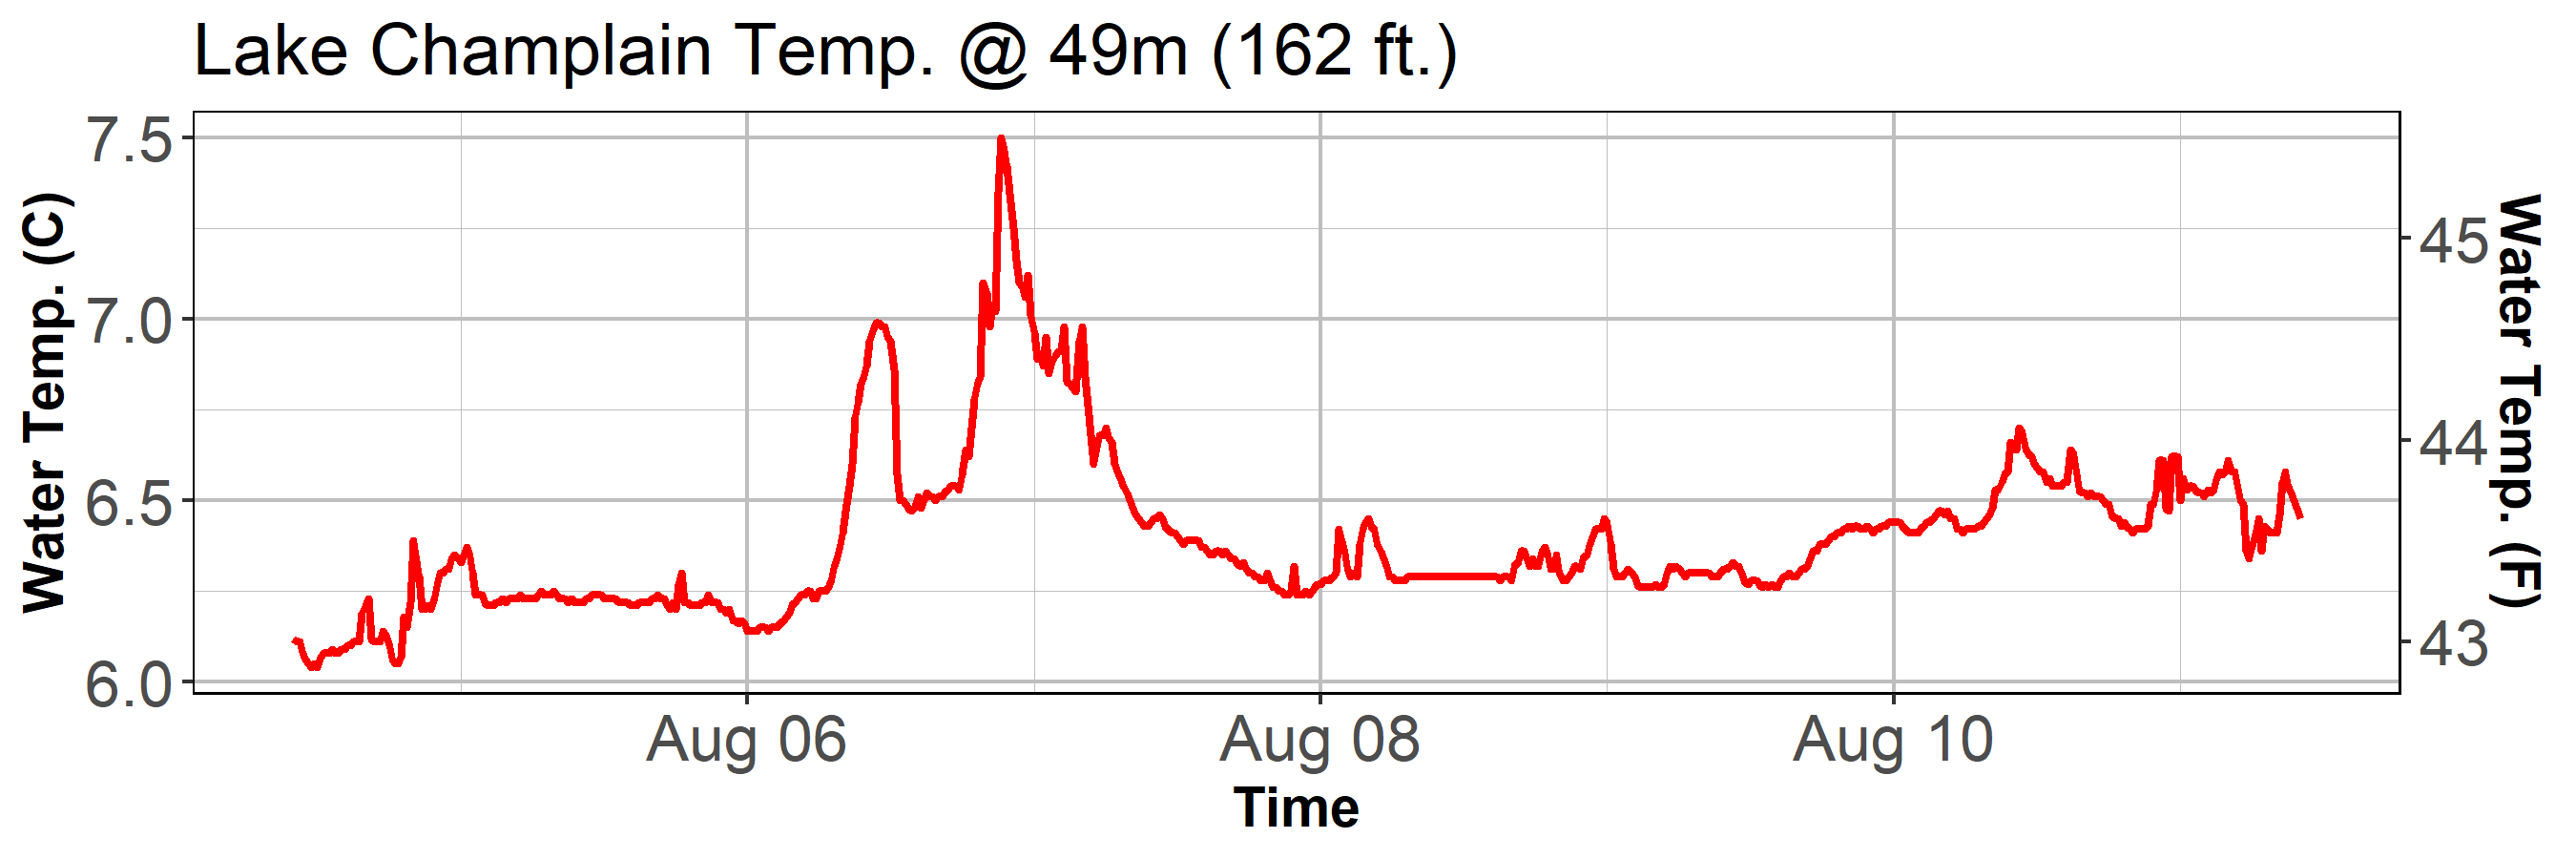 Lake Champlain Temp. @ 49m (162 ft.)
7.5
7.0
6.5
6.0
Water Temp. (C)
45
44
43
Water Temp. (F)
Aug 06 Aug 08 Aug 10
Time